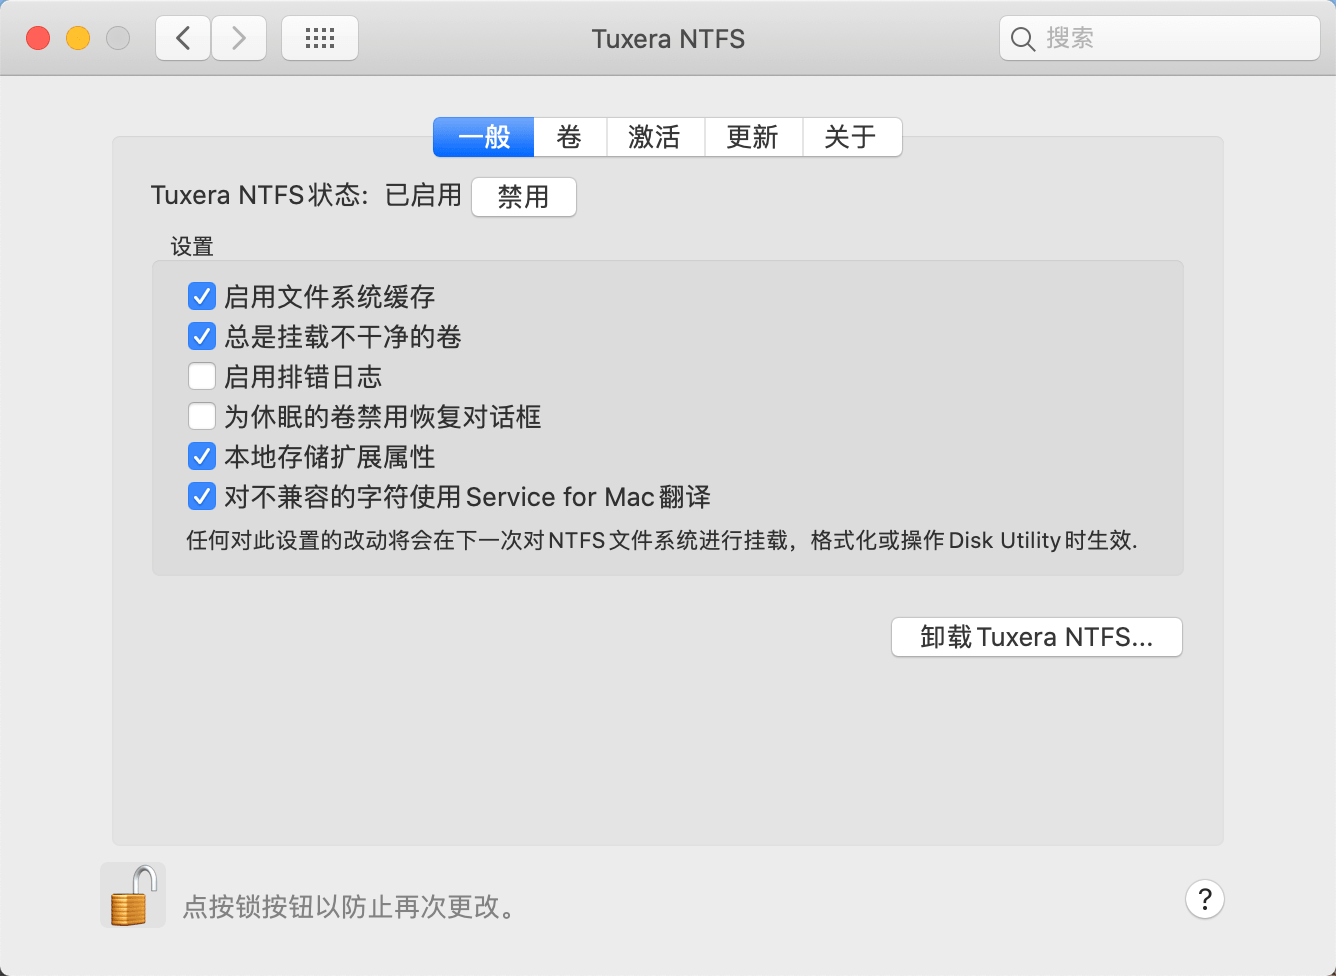 Tuxera NTFS
搜索
一般 卷 激活 更新 关于
Tuxera NTFS状态: 已启用 禁用
设置
启用文件系统缓存
总是挂载不干净的卷
启用排错日志
为休眠的卷禁用恢复对话框
本地存储扩展属性
对不兼容的字符使用Service for Mac翻译
任何对此设置的改动将会在下一次对NTFS文件系统进行挂载，格式化或操作Disk Utility时生效.
卸载Tuxera NTFS...
点按锁按钮以防止再次更改。
?